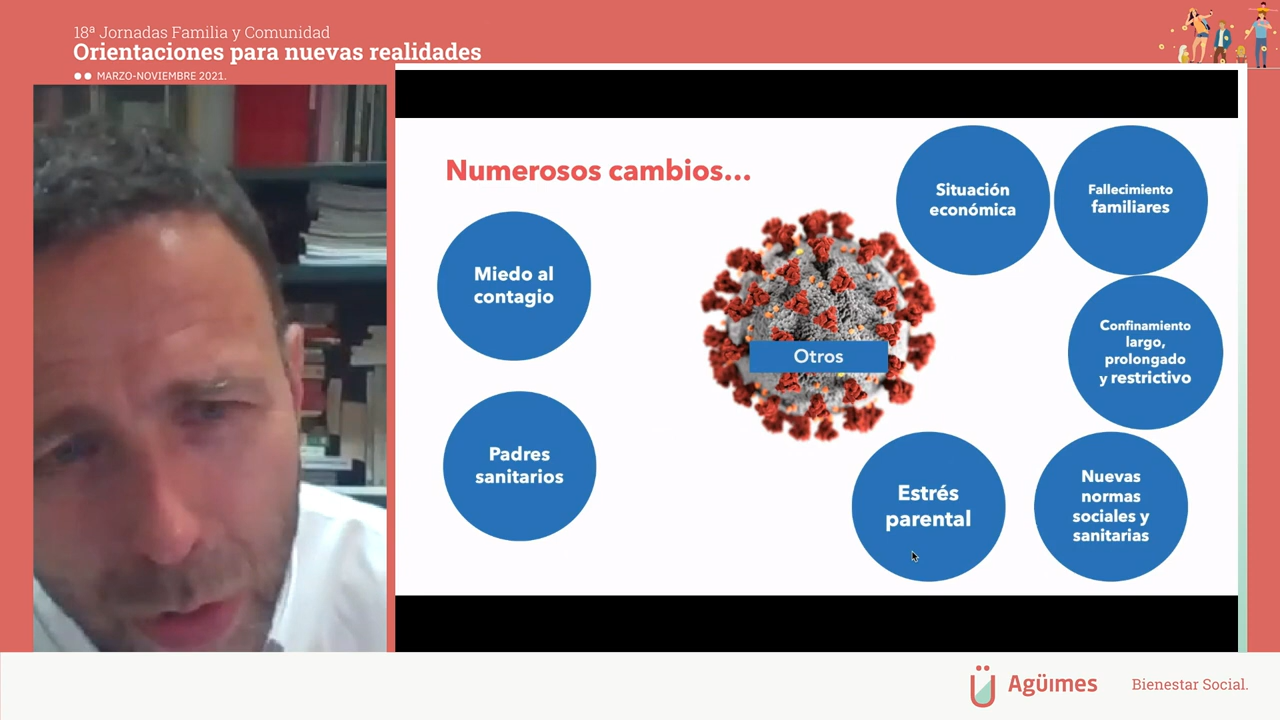 18ª Jornadas Familia y Comunidad
Orientaciones para nuevas realidades
MARZO-NOVIEMBRE 2021.
Numerosos cambios...
Miedo al
contagio
Padres
sanitarios
Otros
Situación
económica
Fallecimiento
familiares
Confinamiento
largo,
prolongado
y restrictivo
Nuevas
normas
sociales y
sanitarias
Estrés
parental
Agüimes
Bienestar Social.